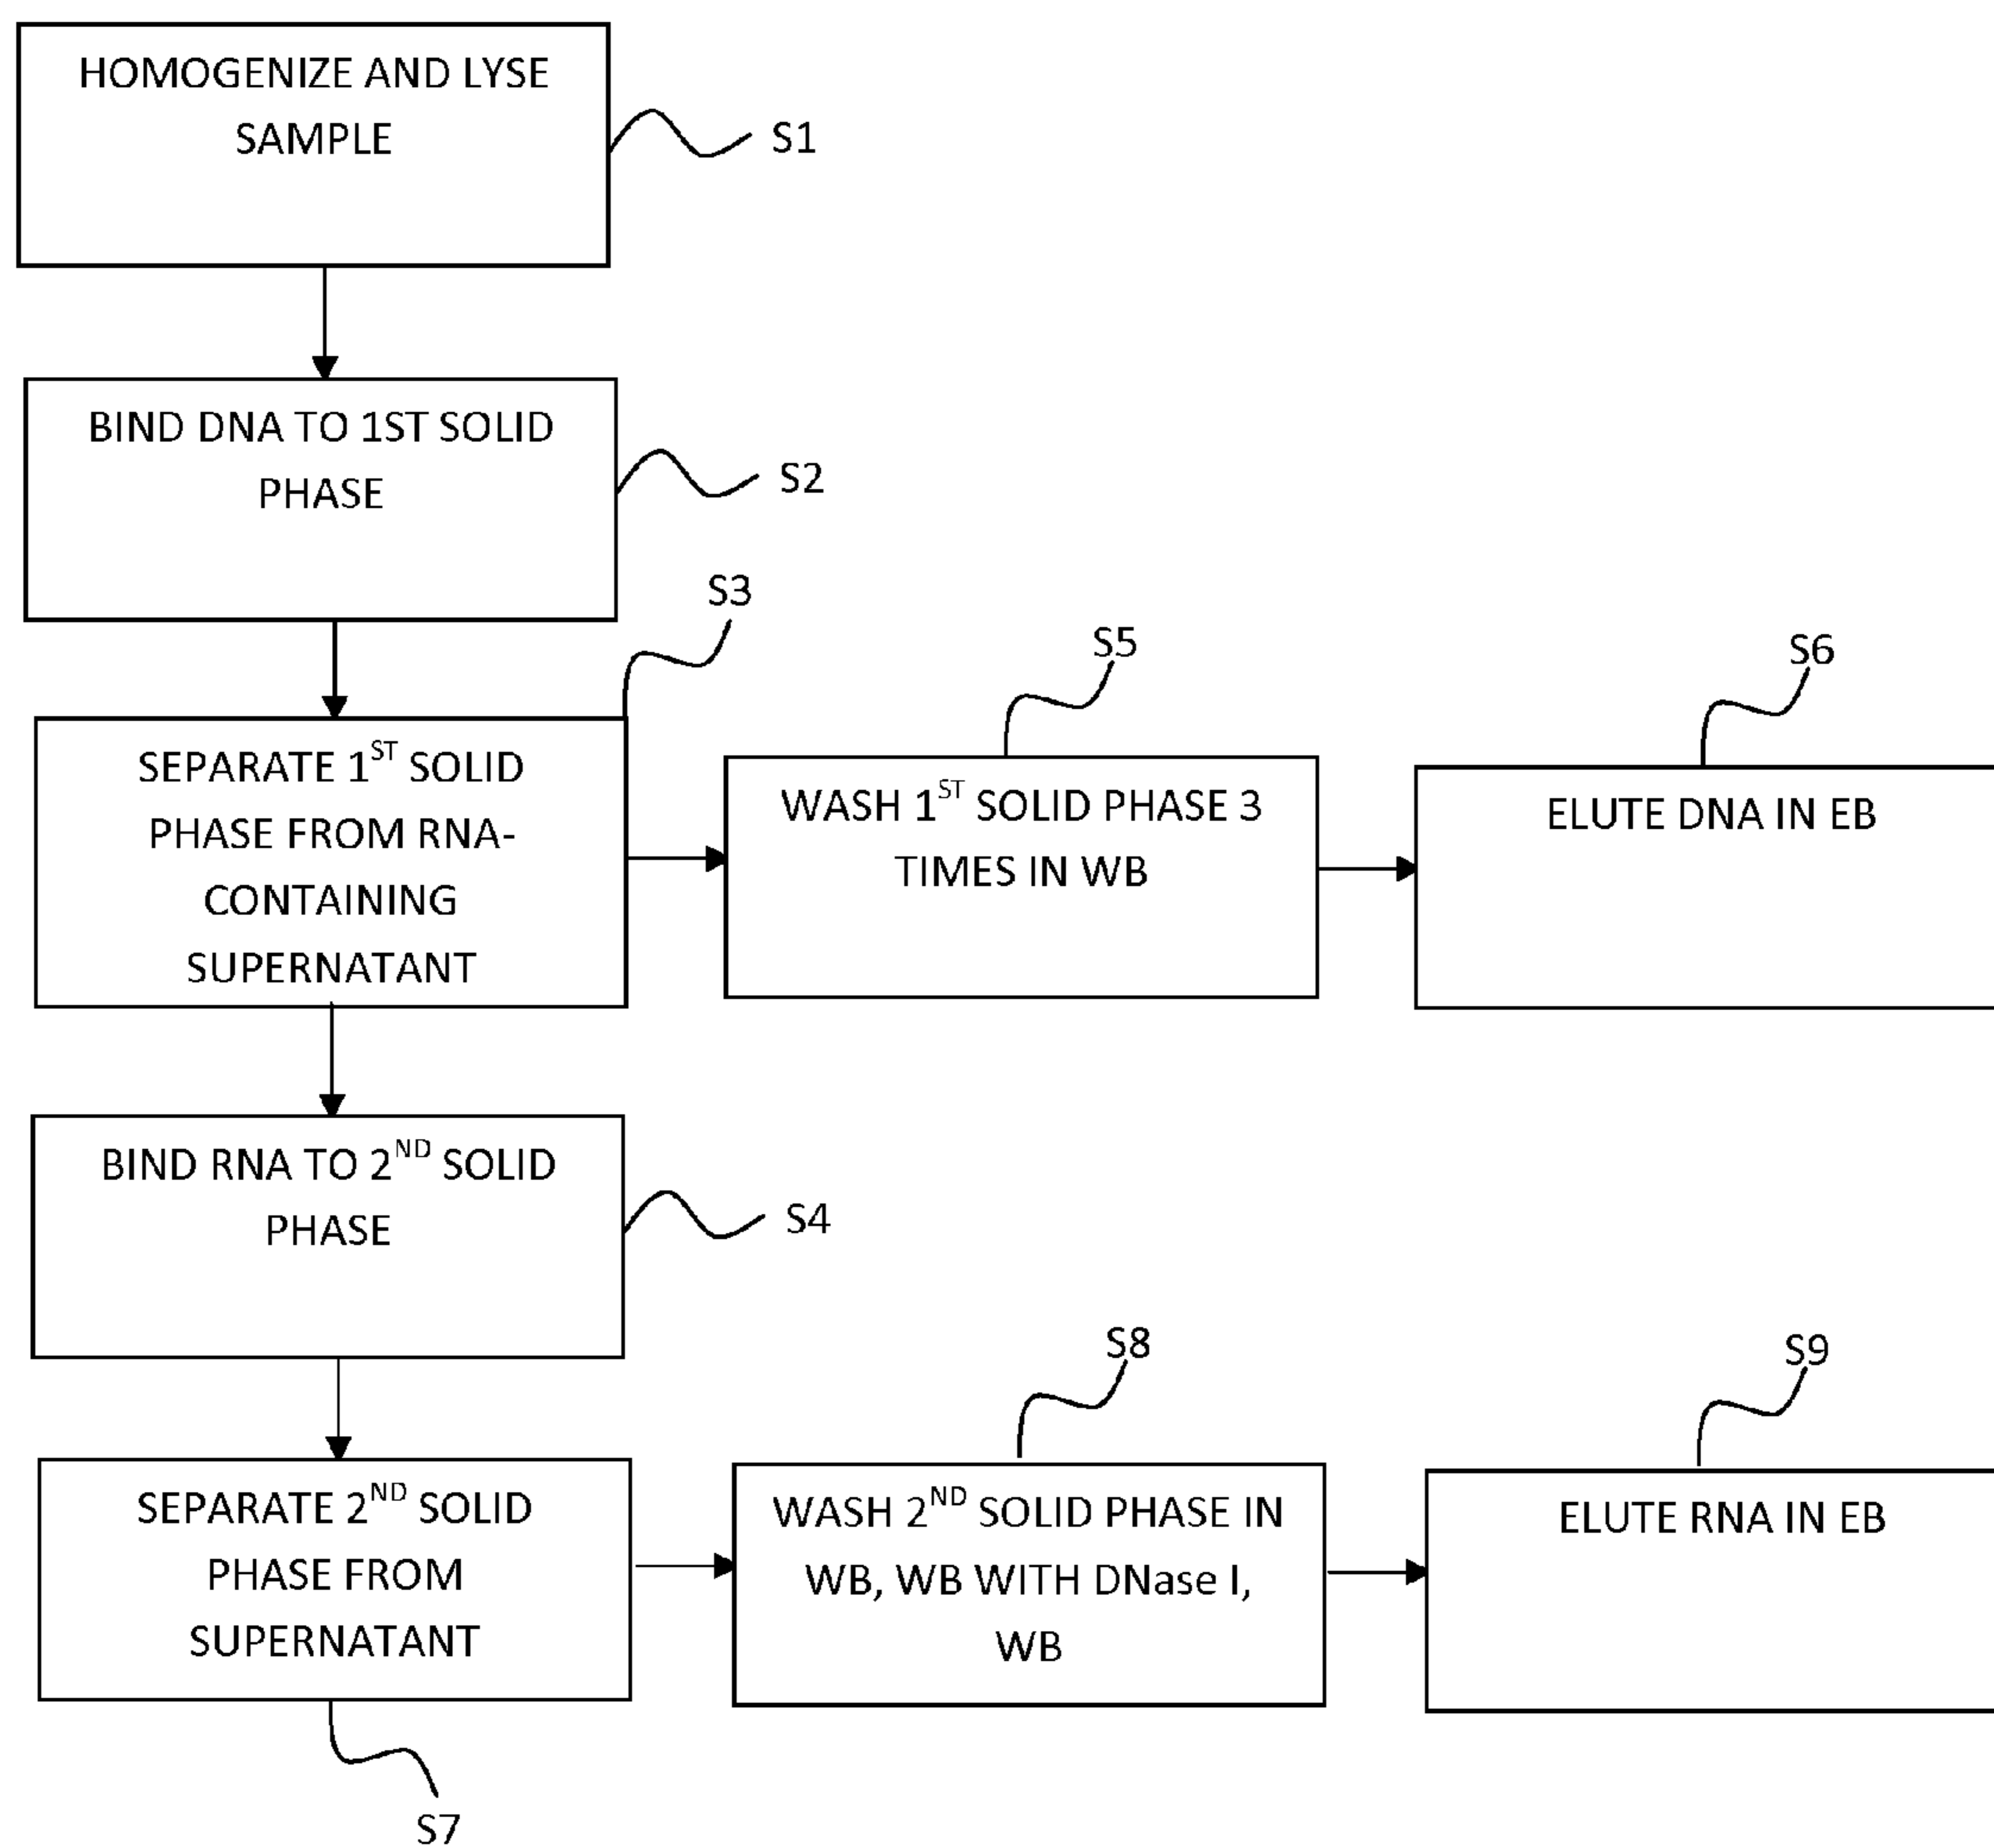 HOMOGENIZE AND LYSE
SAMPLE
S1
BIND DNA TO 1ST SOLID
PHASE
S2
S3
SEPARATE 1ST SOLID
PHASE FROM RNA-
CONTAINING
SUPERNATANT
S5
WASH 1ST SOLID PHASE 3
TIMES IN WB
S6
ELUTE DNA IN EB
BIND RNA TO 2ND SOLID
PHASE
S4
SEPARATE 2ND SOLID
PHASE FROM
SUPERNATANT
S7
S8
WASH 2ND SOLID PHASE IN
WB, WB WITH DNase I,
WB
S9
ELUTE RNA IN EB